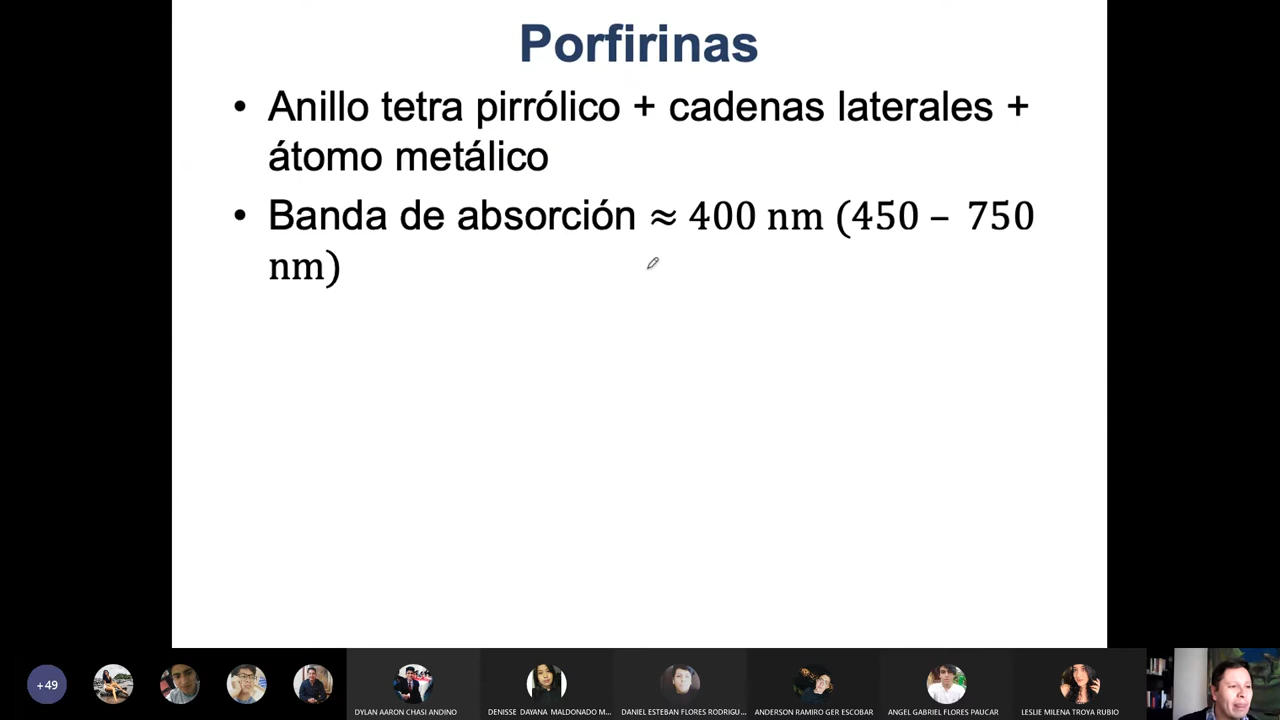 Porfirinas
• Anillo tetra pirrólico + cadenas laterales +
átomo metálico
• Banda de absorción ≈ 400 nm (450 – 750
nm)
+49
DYLAN AARON CHASI ANDINO
DENISSE DAYANA MALDONADO M...
DANIEL ESTEBAN FLORES RODRIGU...
ANDERSON RAMIRO GER ESCOBAR
ANGEL GABRIEL FLORES PAUCAR
LESLIE MILENA TROYA RUBIO